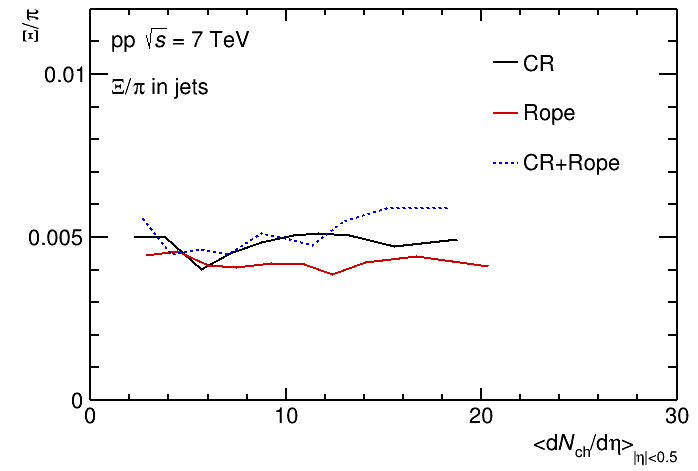 Ξ/π
pp √s = 7 TeV
Ξ/π in jets
CR
Rope
CR+Rope
0.01
0.005
0
0 10 20 30
<dNch/dη>|η|<0.5